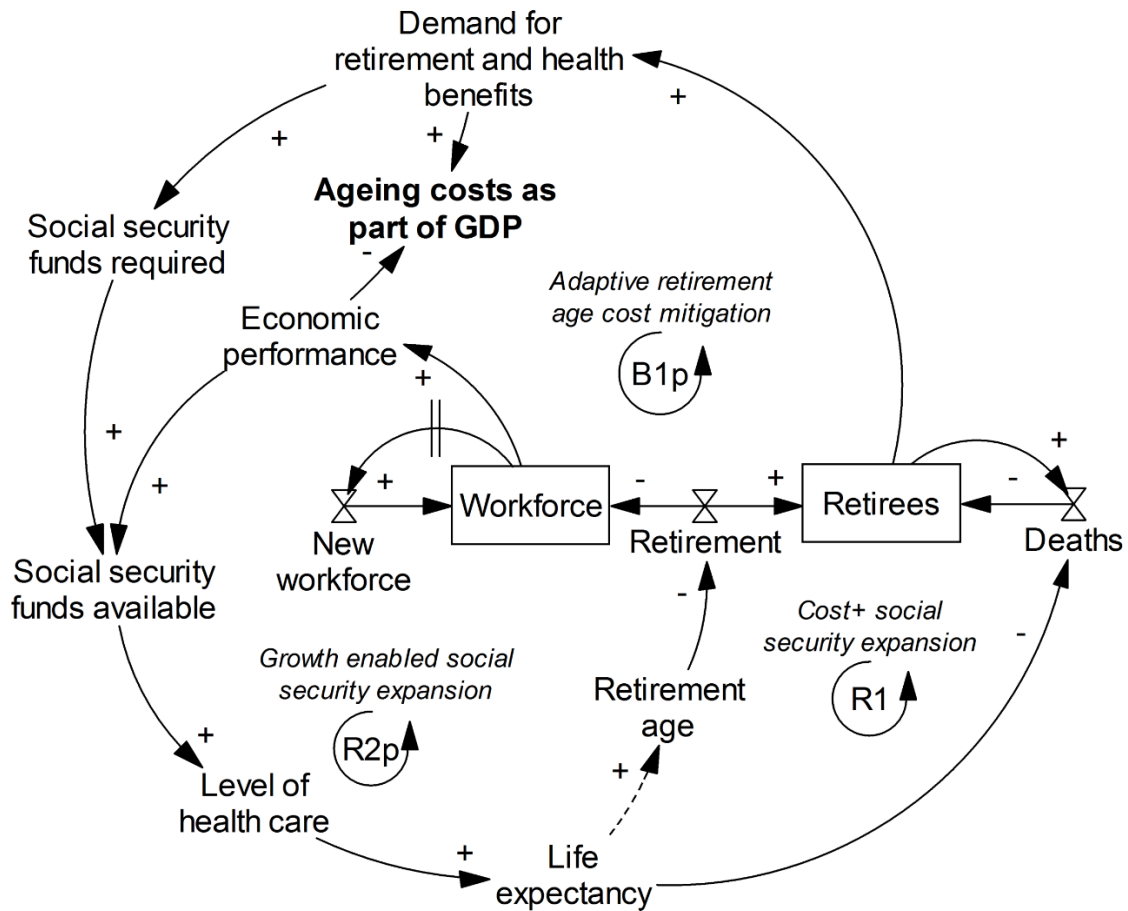 Demand for
retirement and health
benefits
+
+
+
Ageing costs as
part of GDP
-
Social security
funds required
Adaptive retirement
age cost mitigation
B1p
Economic
performance
+
+
+
+
Workforce
-
Retirement
+
Retirees
-
+
Deaths
New
workforce
+
Social security
funds available
-
Cost+ social
security expansion
R1
-
Growth enabled social
security expansion
R2p
Retirement
age
+
+
Level of
health care
+
Life
expectancy